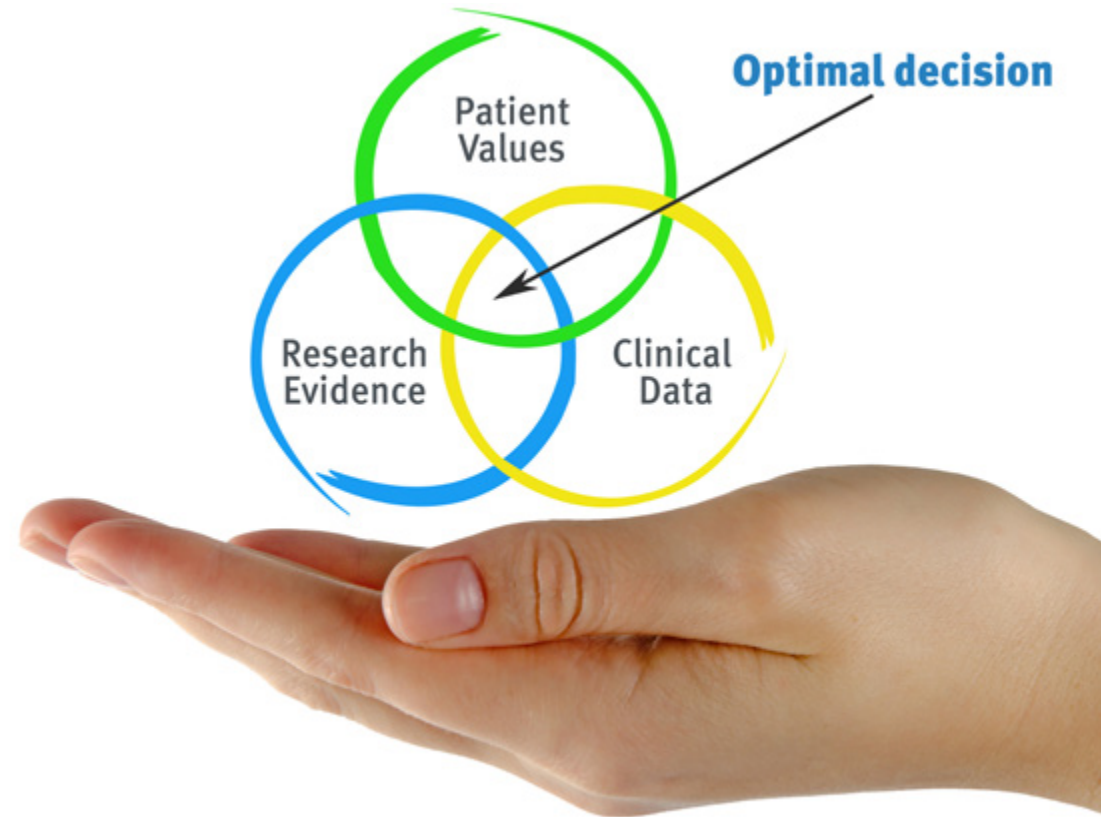 Optimal decision
Patient
Values
Research
Evidence
Clinical
Data